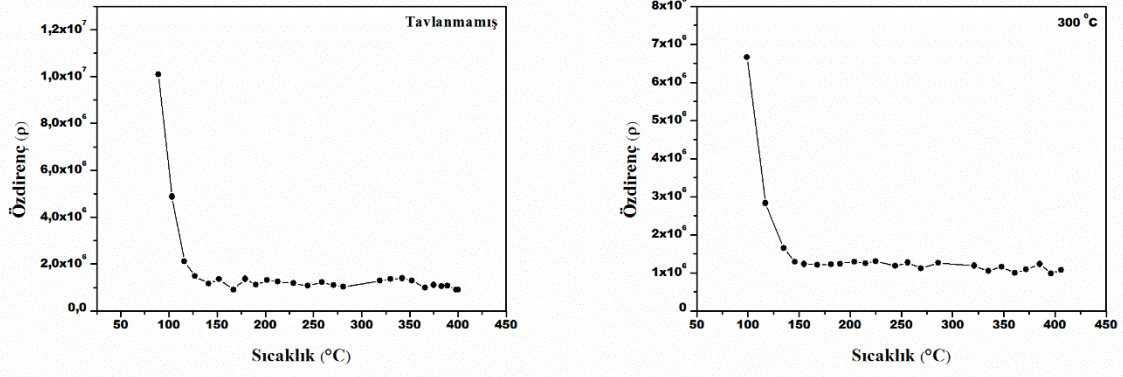 Tavlanmamış
1,2x10⁷
1,0x10⁷
8,0x10⁶
6,0x10⁶
4,0x10⁶
2,0x10⁶
0,0
Özdirenç (ρ)
50 100 150 200 250 300 350 400 450
Sıcaklık (°C)
300 °C
8x10⁶
7x10⁶
6x10⁶
5x10⁶
4x10⁶
3x10⁶
2x10⁶
1x10⁶
0
Özdirenç (ρ)
50 100 150 200 250 300 350 400 450
Sıcaklık (°C)